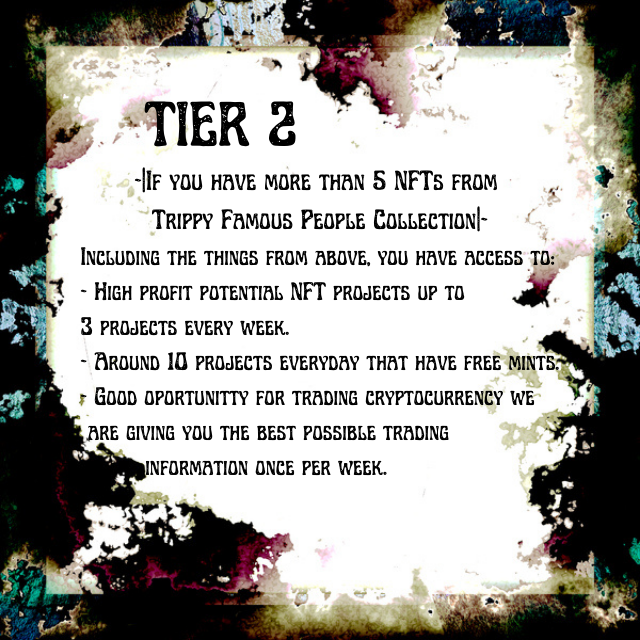 TIER 2
-|If you have more than 5 NFTs from
Trippy Famous People Collection|-
Including the things from above, you have access to:
- High profit potential NFT projects up to
3 projects every week.
- Around 10 projects everyday that have free mints.
- Good oportunitty for trading cryptocurrency we
are giving you the best possible trading
information once per week.